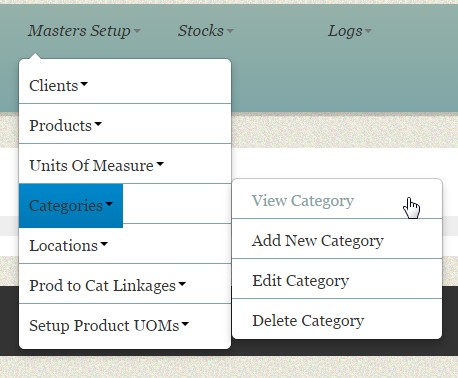 Masters Setup Stocks Logs
Clients
Products
Units Of Measure
Categories
View Category
Add New Category
Edit Category
Delete Category
Locations
Prod to Cat Linkages
Setup Product UOMs